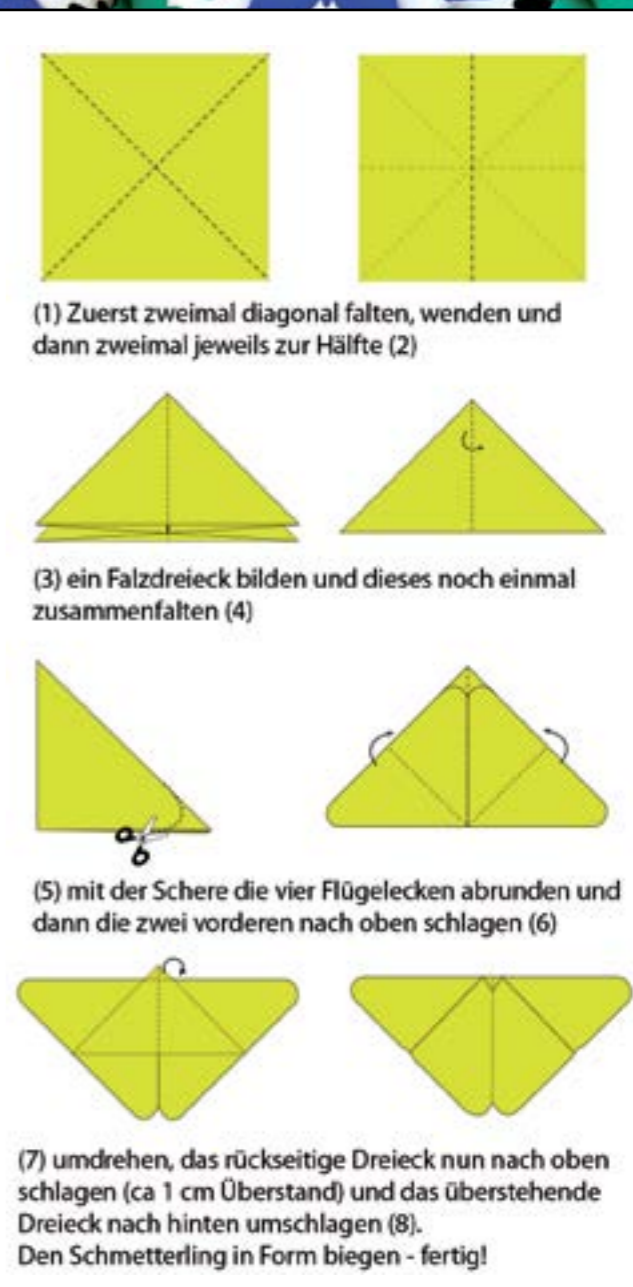 (1) Zuerst zweimal diagonal falten, wenden und
dann zweimal jeweils zur Hälfte (2)
(3) ein Falzdreieck bilden und dieses noch einmal
zusammenfalten (4)
(5) mit der Schere die vier Flügelecken abrunden und
dann die zwei vorderen nach oben schlagen (6)
(7) umdrehen, das rückseitige Dreieck nun nach oben
schlagen (ca 1 cm Überstand) und das überstehende
Dreieck nach hinten umschlagen (8).
Den Schmetterling in Form biegen - fertig!